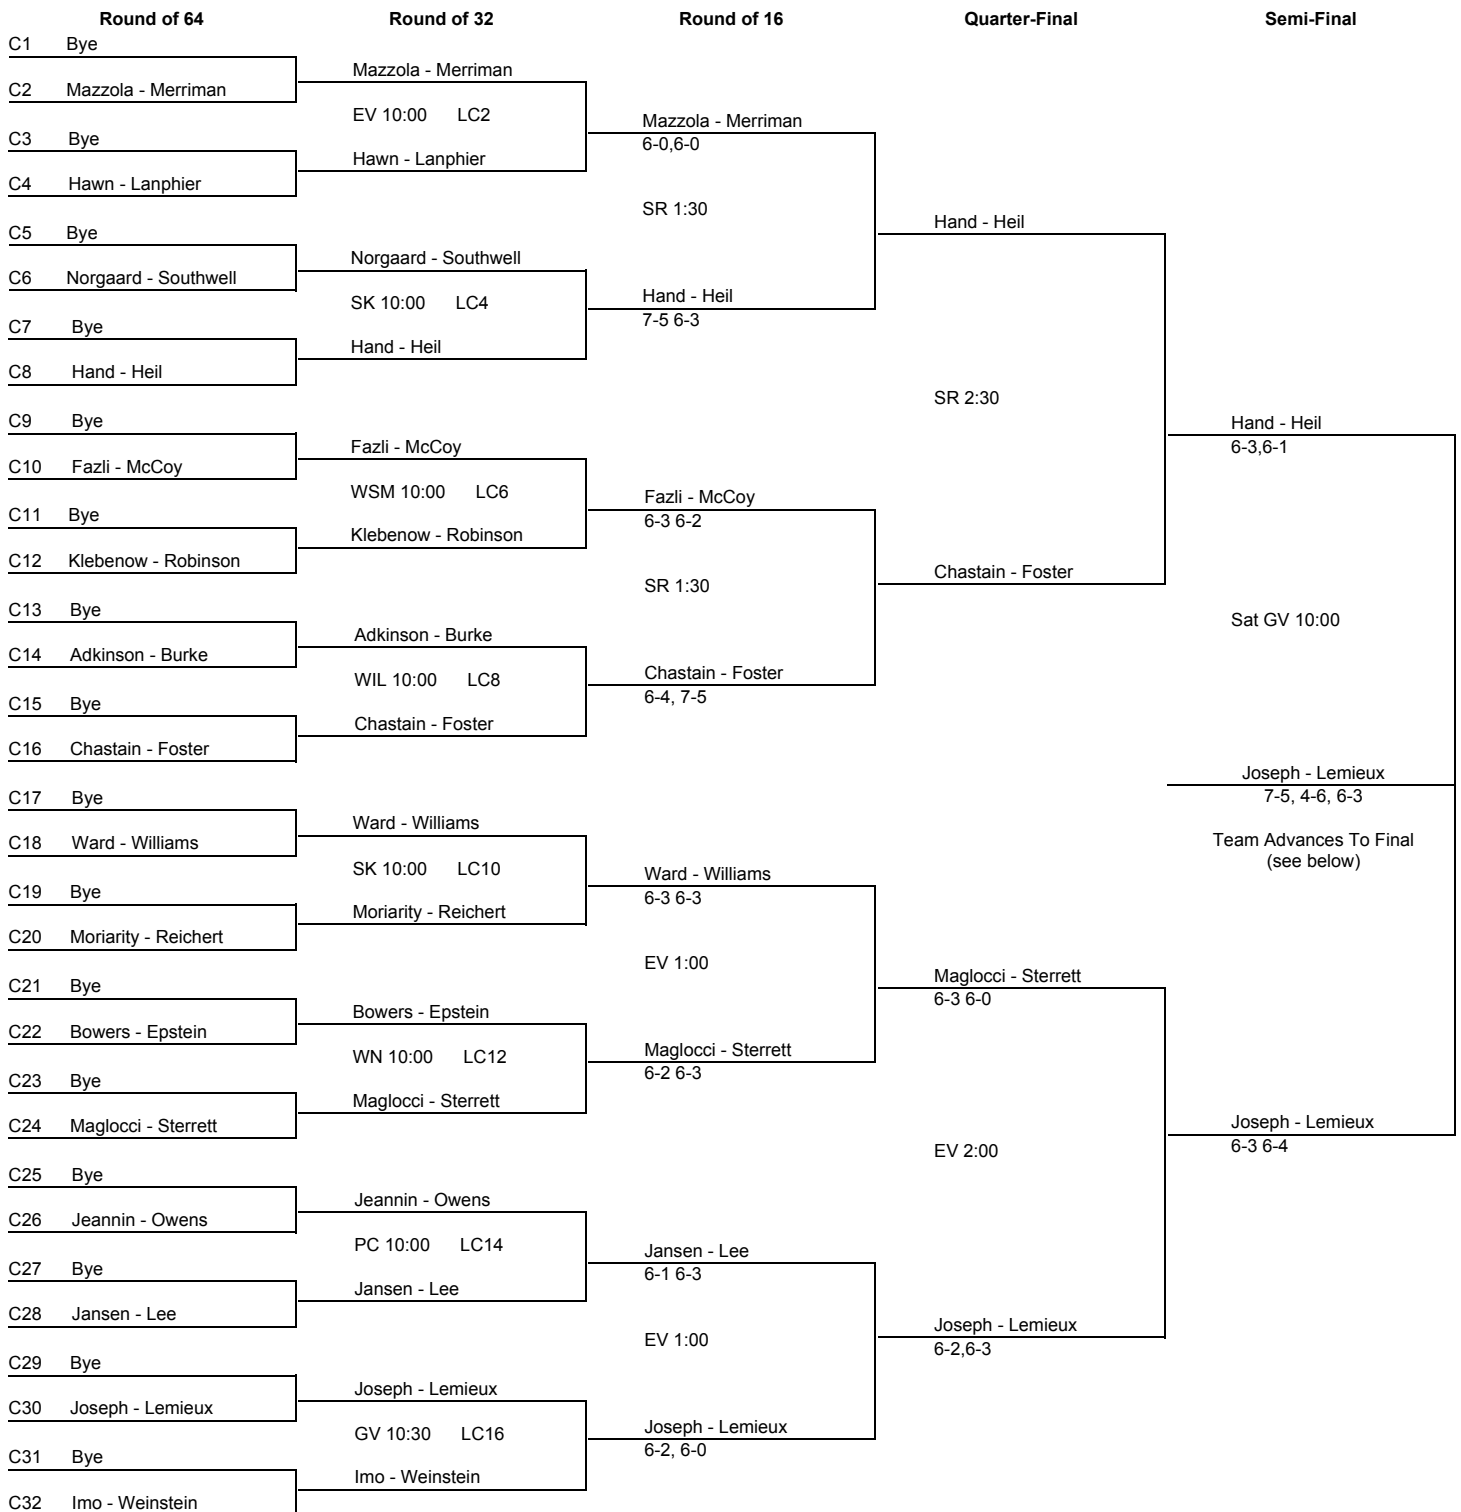 Round of 64 Round of 32 Round of 16 Quarter-Final Semi-Final
C1 Bye
Mazzola - Merriman
C2 Mazzola - Merriman
EV 10:00 LC2
Mazzola - Merriman
C3 Bye
6-0,6-0
Hawn - Lanphier
C4 Hawn - Lanphier
SR 1:30
Hand - Heil
C5 Bye
Norgaard - Southwell
C6 Norgaard - Southwell
SK 10:00 LC4
Hand - Heil
7-5 6-3
C7 Bye
Hand - Heil
C8 Hand - Heil
SR 2:30
C9 Bye
Hand - Heil
6-3,6-1
Fazli - McCoy
C10 Fazli - McCoy
WSM 10:00 LC6
Fazli - McCoy
6-3 6-2
C11 Bye
Klebenow - Robinson
C12 Klebenow - Robinson
Chastain - Foster
SR 1:30
C13 Bye
Sat GV 10:00
Adkinson - Burke
C14 Adkinson - Burke
WIL 10:00 LC8
Chastain - Foster
6-4, 7-5
C15 Bye
Chastain - Foster
C16 Chastain - Foster
Joseph - Lemieux
7-5, 4-6, 6-3
C17 Bye
Ward - Williams
C18 Ward - Williams
Team Advances To Final
(see below)
SK 10:00 LC10
Ward - Williams
6-3 6-3
C19 Bye
Moriarity - Reichert
C20 Moriarity - Reichert
EV 1:00
Maglocci - Sterrett
6-3 6-0
C21 Bye
Bowers - Epstein
C22 Bowers - Epstein
WN 10:00 LC12
Maglocci - Sterrett
6-2 6-3
C23 Bye
Maglocci - Sterrett
C24 Maglocci - Sterrett
Joseph - Lemieux
6-3 6-4
EV 2:00
C25 Bye
Jeannin - Owens
C26 Jeannin - Owens
PC 10:00 LC14
Jansen - Lee
6-1 6-3
C27 Bye
Jansen - Lee
C28 Jansen - Lee
EV 1:00
Joseph - Lemieux
6-2,6-3
C29 Bye
Joseph - Lemieux
C30 Joseph - Lemieux
GV 10:30 LC16
Joseph - Lemieux
6-2, 6-0
C31 Bye
Imo - Weinstein
C32 Imo - Weinstein